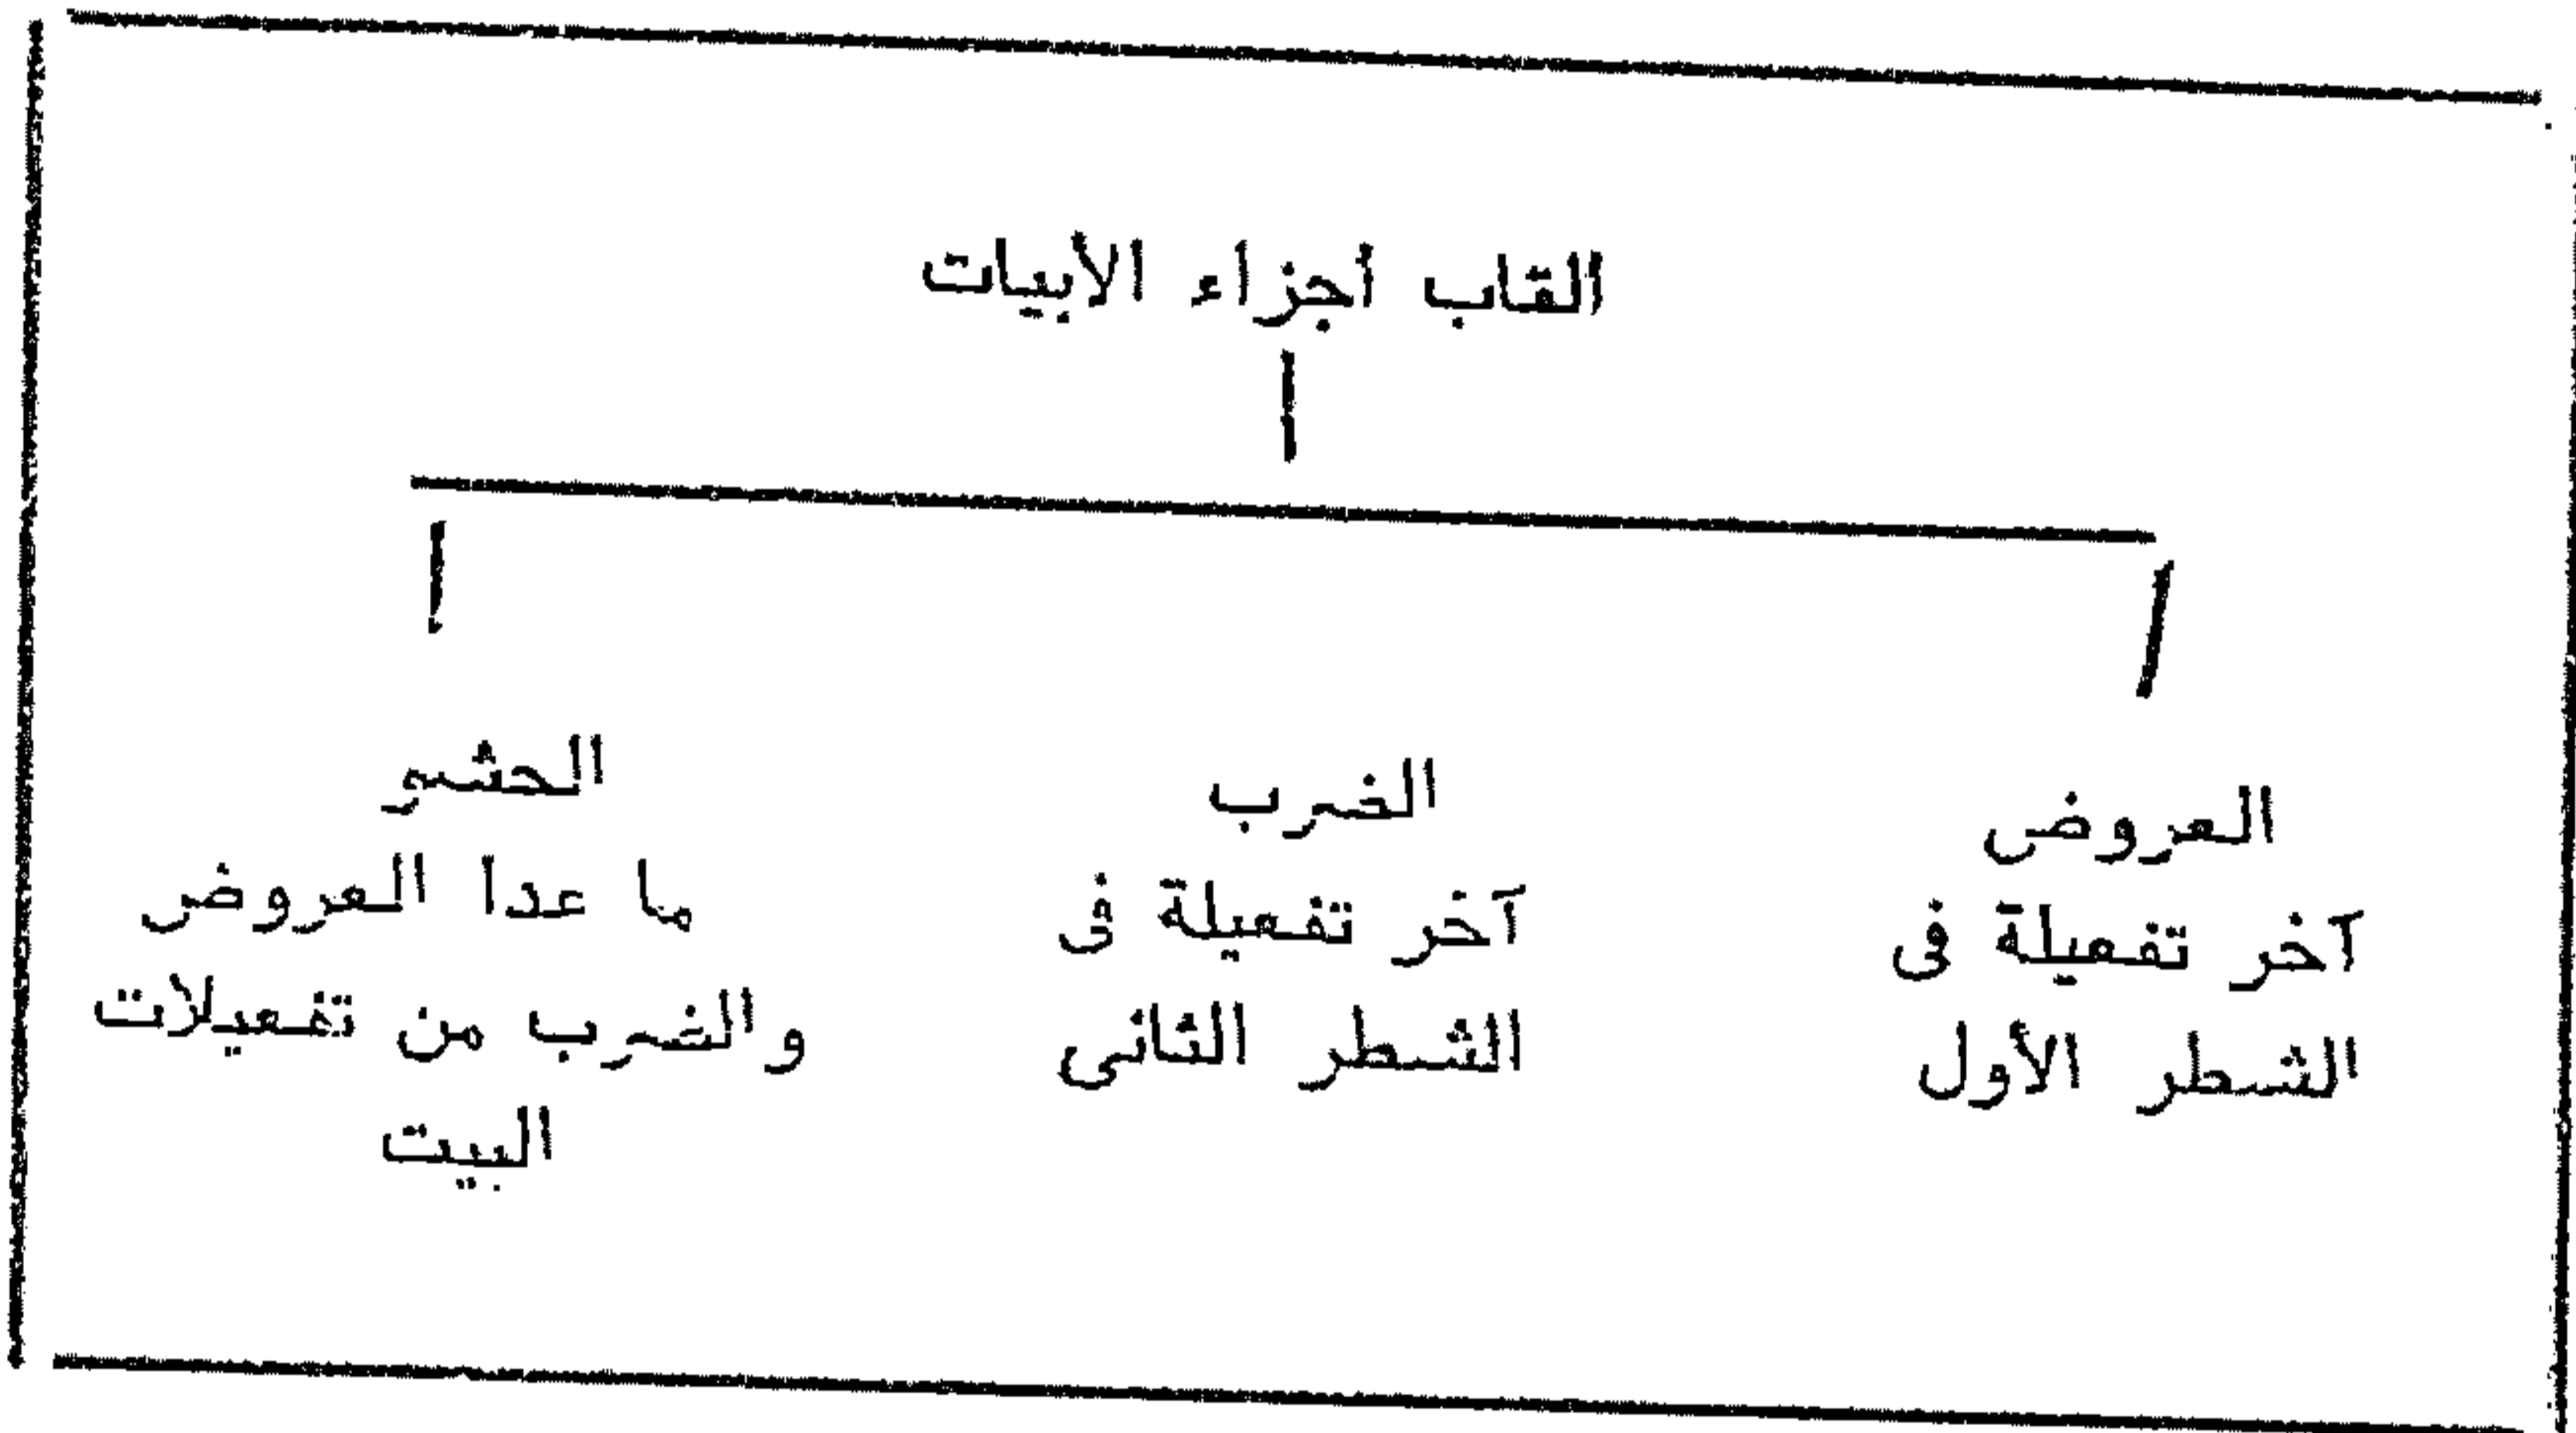 القاب أجزاء الأبيات
العروض
آخر تفعيلة فى
الشطر الأول
الضرب
آخر تفعيلة فى
الشطر الثانى
الحشو
ما عدا العروض
والضرب من تفعيلات
البيت